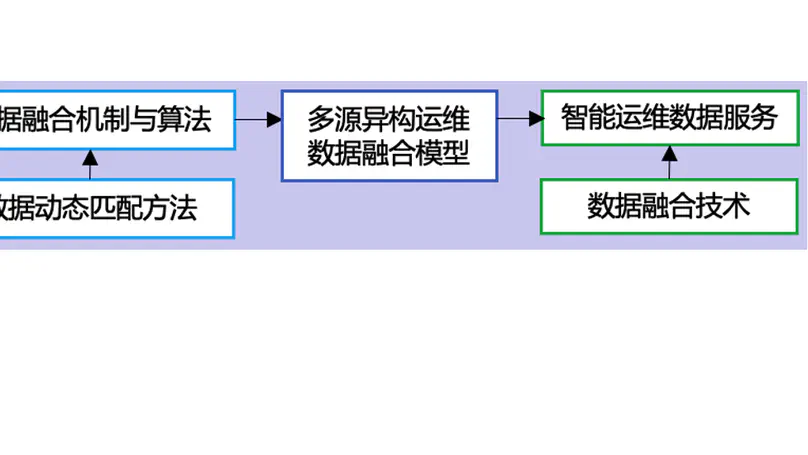 据融合机制与算法
多源异构运维
数据融合模型
智能运维数据服务
数据动态匹配方法
数据融合技术